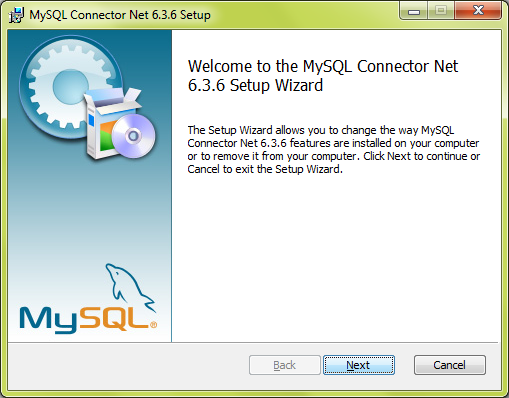 MySQL Connector Net 6.3.6 Setup
Welcome to the MySQL Connector Net
6.3.6 Setup Wizard
The Setup Wizard allows you to change the way MySQL
Connector Net 6.3.6 features are installed on your computer
or to remove it from your computer. Click Next to continue or
Cancel to exit the Setup Wizard.
MySQL®
Back
Next
Cancel